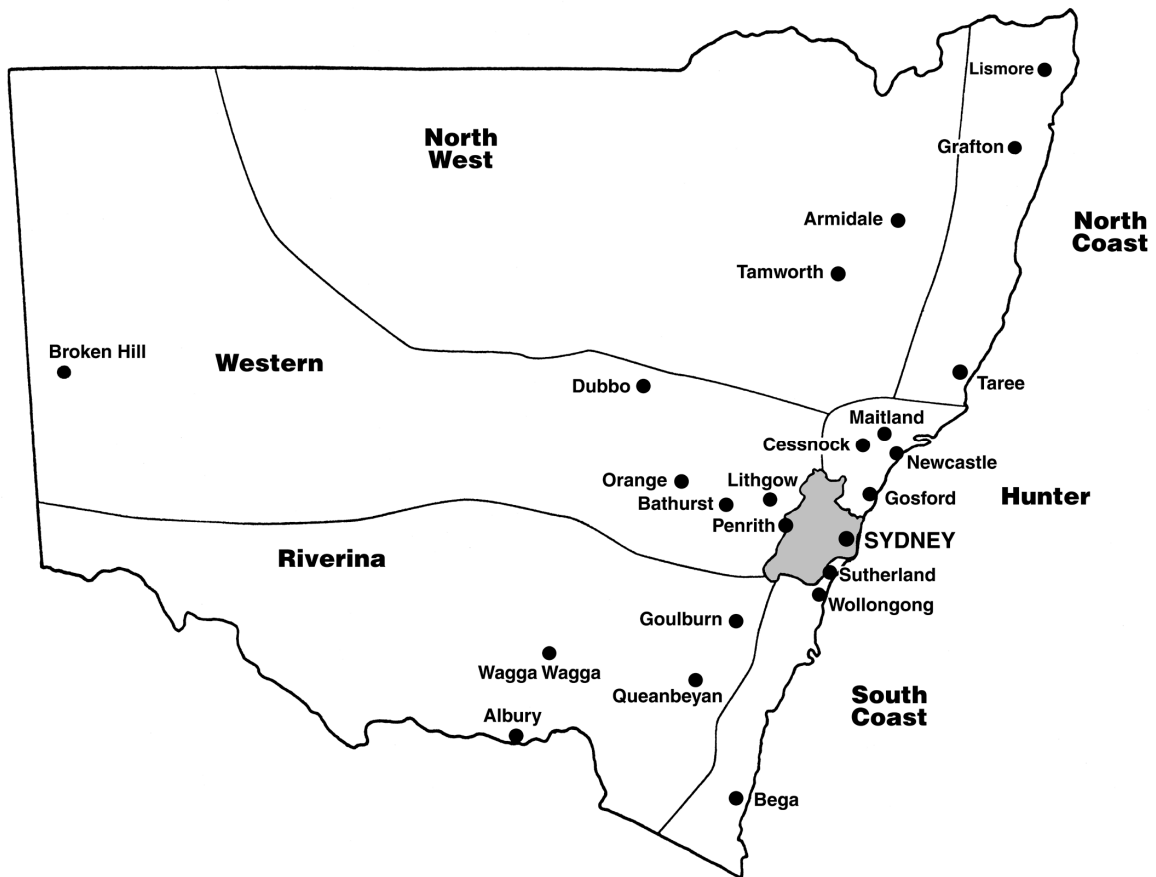 Lismore
North
West
Grafton
Armidale
North
Coast
Tamworth
Broken Hill
Western
Dubbo
Taree
Maitland
Cessnock
Newcastle
Orange
Lithgow
Gosford
Hunter
Bathurst
Penrith
SYDNEY
Riverina
Sutherland
Wollongong
Goulburn
Wagga Wagga
Queanbeyan
South
Coast
Albury
Bega